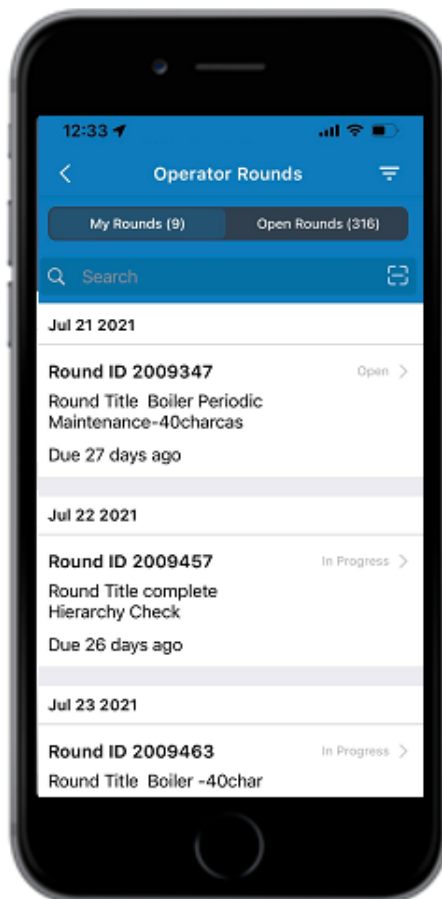 12:33
Operator Rounds
My Rounds (9) Open Rounds (316)
Search
Jul 21 2021
Round ID 2009347 Open
Round Title Boiler Periodic
Maintenance-40charcas
Due 27 days ago
Jul 22 2021
Round ID 2009457 In Progress
Round Title complete
Hierarchy Check
Due 26 days ago
Jul 23 2021
Round ID 2009463 In Progress
Round Title Boiler -40char